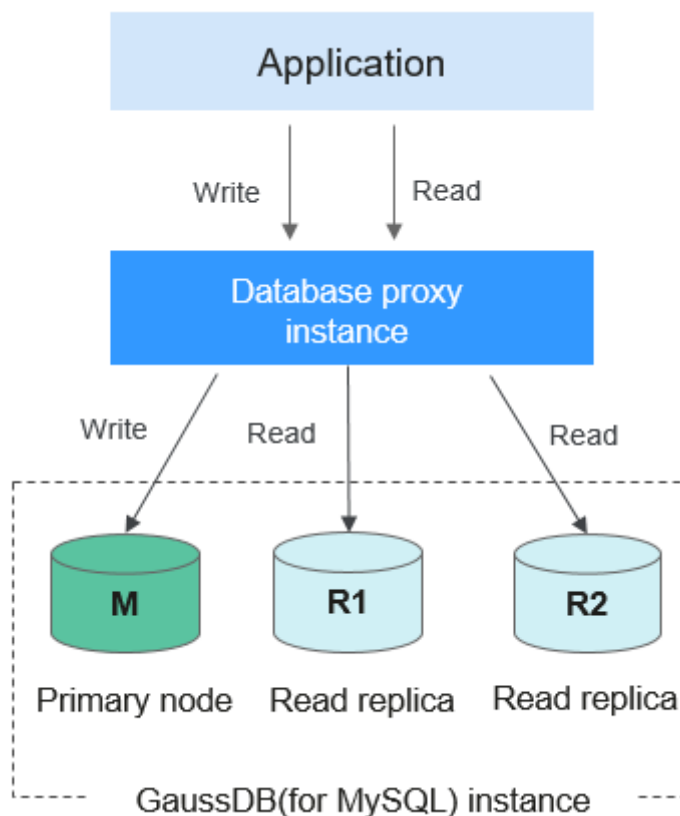 Application
Write
Read
Database proxy
instance
Write
Read
Read
M
R1
R2
Primary node
Read replica
Read replica
GaussDB(for MySQL) instance